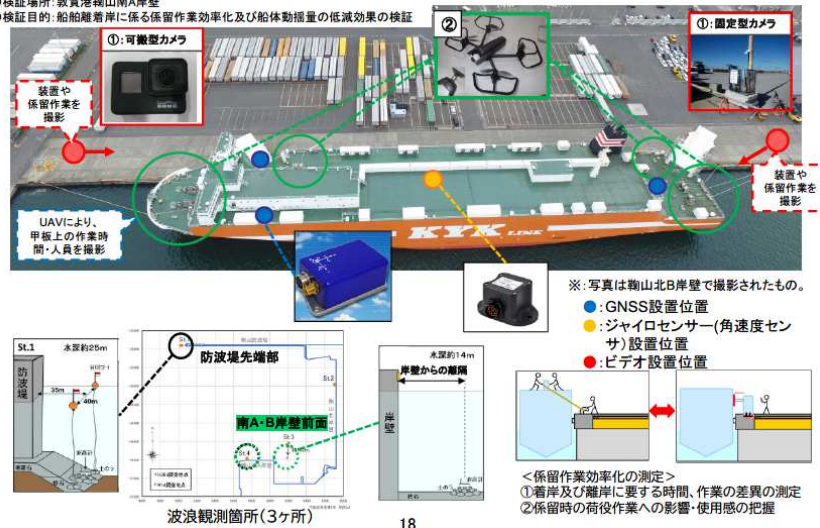 検証場所：敦賀港鞠山南A岸壁
検証目的：船舶離着岸に係る係留作業効率化及び船体動揺量の低減効果の検証
①:可搬型カメラ
②
①:固定型カメラ
装置や
係留作業を
撮影
装置や
係留作業を
撮影
UAVにより、
甲板上の作業時
間・人員を撮影
KYK LINE
※：写真は鞠山北B岸壁で撮影されたもの。
●:GNSS設置位置
●:ジャイロセンサー(角速度セン
サ)設置位置
●:ビデオ設置位置
St.1
水深約25m
防波堤
35m
40m
防波堤先端部
St.2
南A・B岸壁前面
St.3
St.4
水深約14m
岸壁からの離隔
岸壁
波浪観測箇所(3ヶ所)
<係留作業効率化の測定>
①着岸及び離岸に要する時間、作業の差異の測定
②係留時の荷役作業への影響・使用感の把握
18